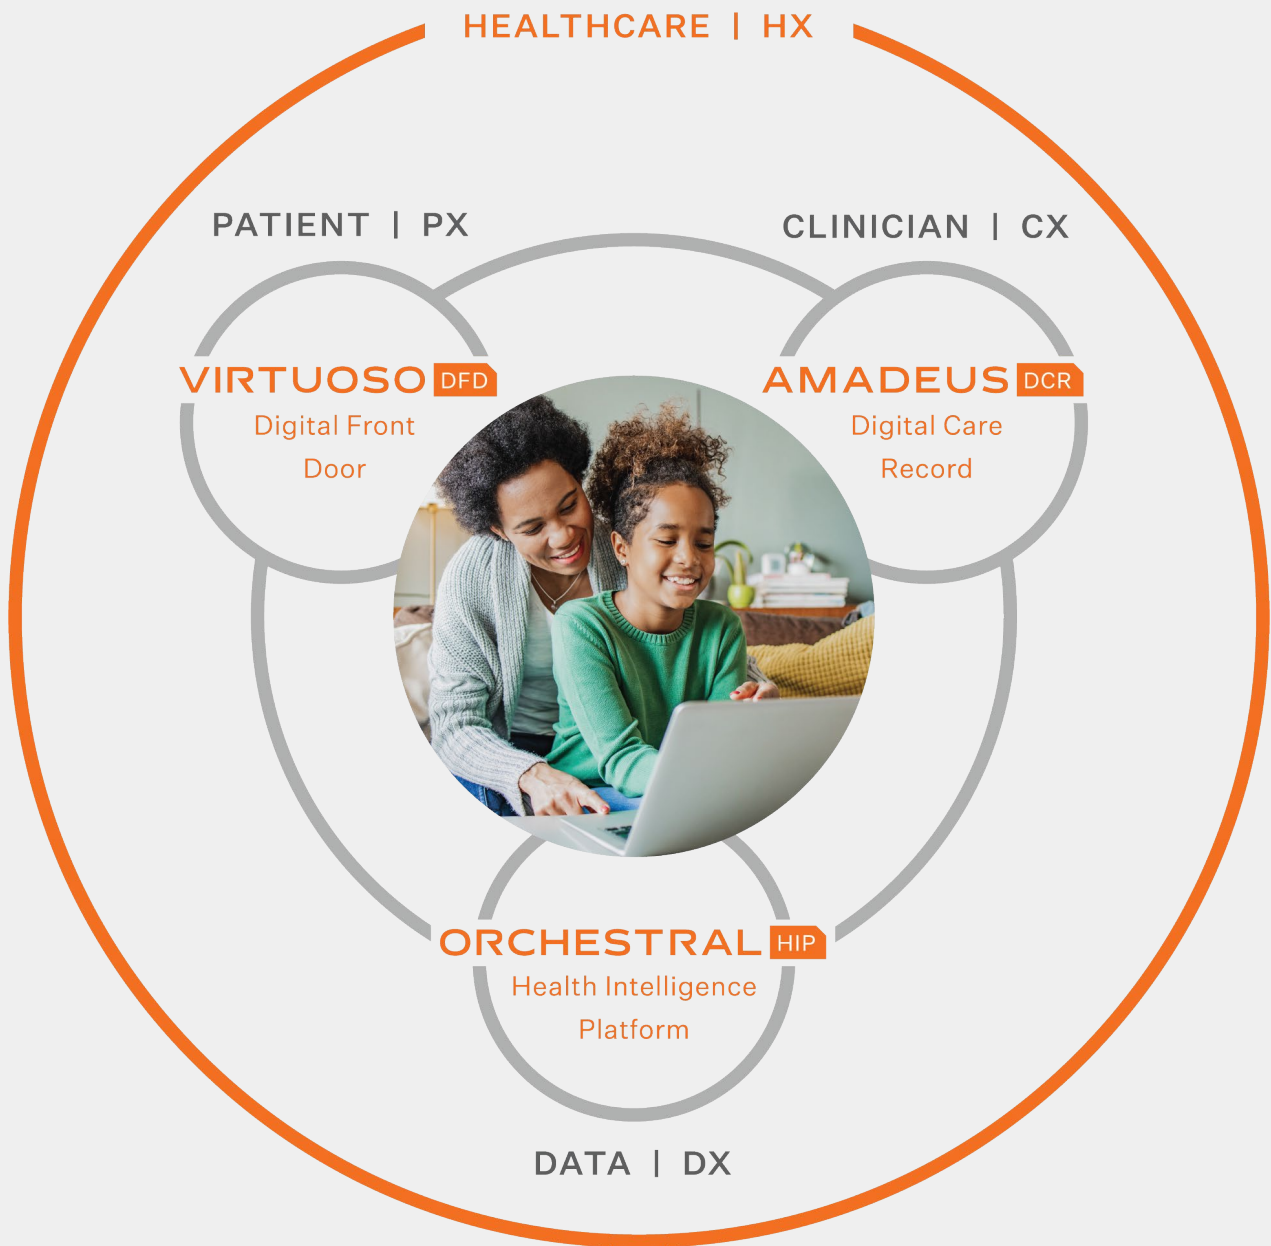 HEALTHCARE | HX
PATIENT | PX
CLINICIAN | CX
VIRTUOSO DFD
Digital Front
Door
AMADEUS DCR
Digital Care
Record
ORCHESTRAL HIP
Health Intelligence
Platform
DATA | DX